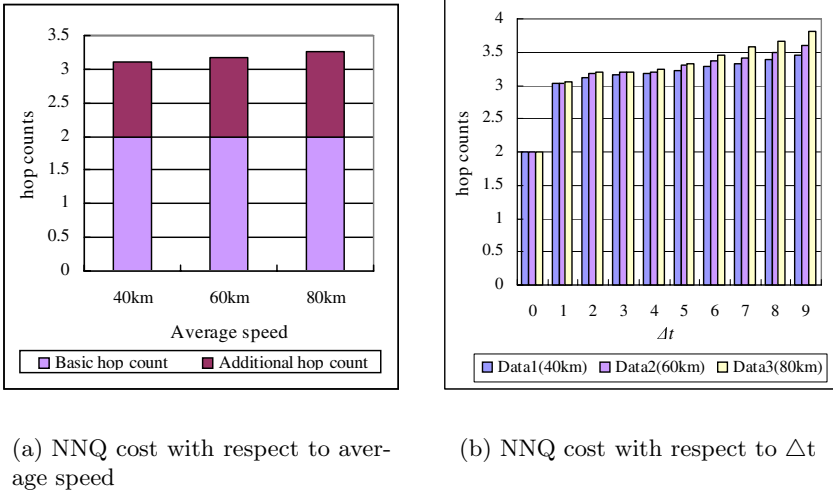 3.5
3
2.5
2
1.5
1
0.5
0
hop counts
40km 60km 80km
Average speed
Basic hop count Additional hop count
4
3.5
3
2.5
2
1.5
1
0.5
0
hop counts
0 1 2 3 4 5 6 7 8 9
Δt
Data1(40km) Data2(60km) Data3(80km)
(a) NNQ cost with respect to aver-
age speed
(b) NNQ cost with respect to △t